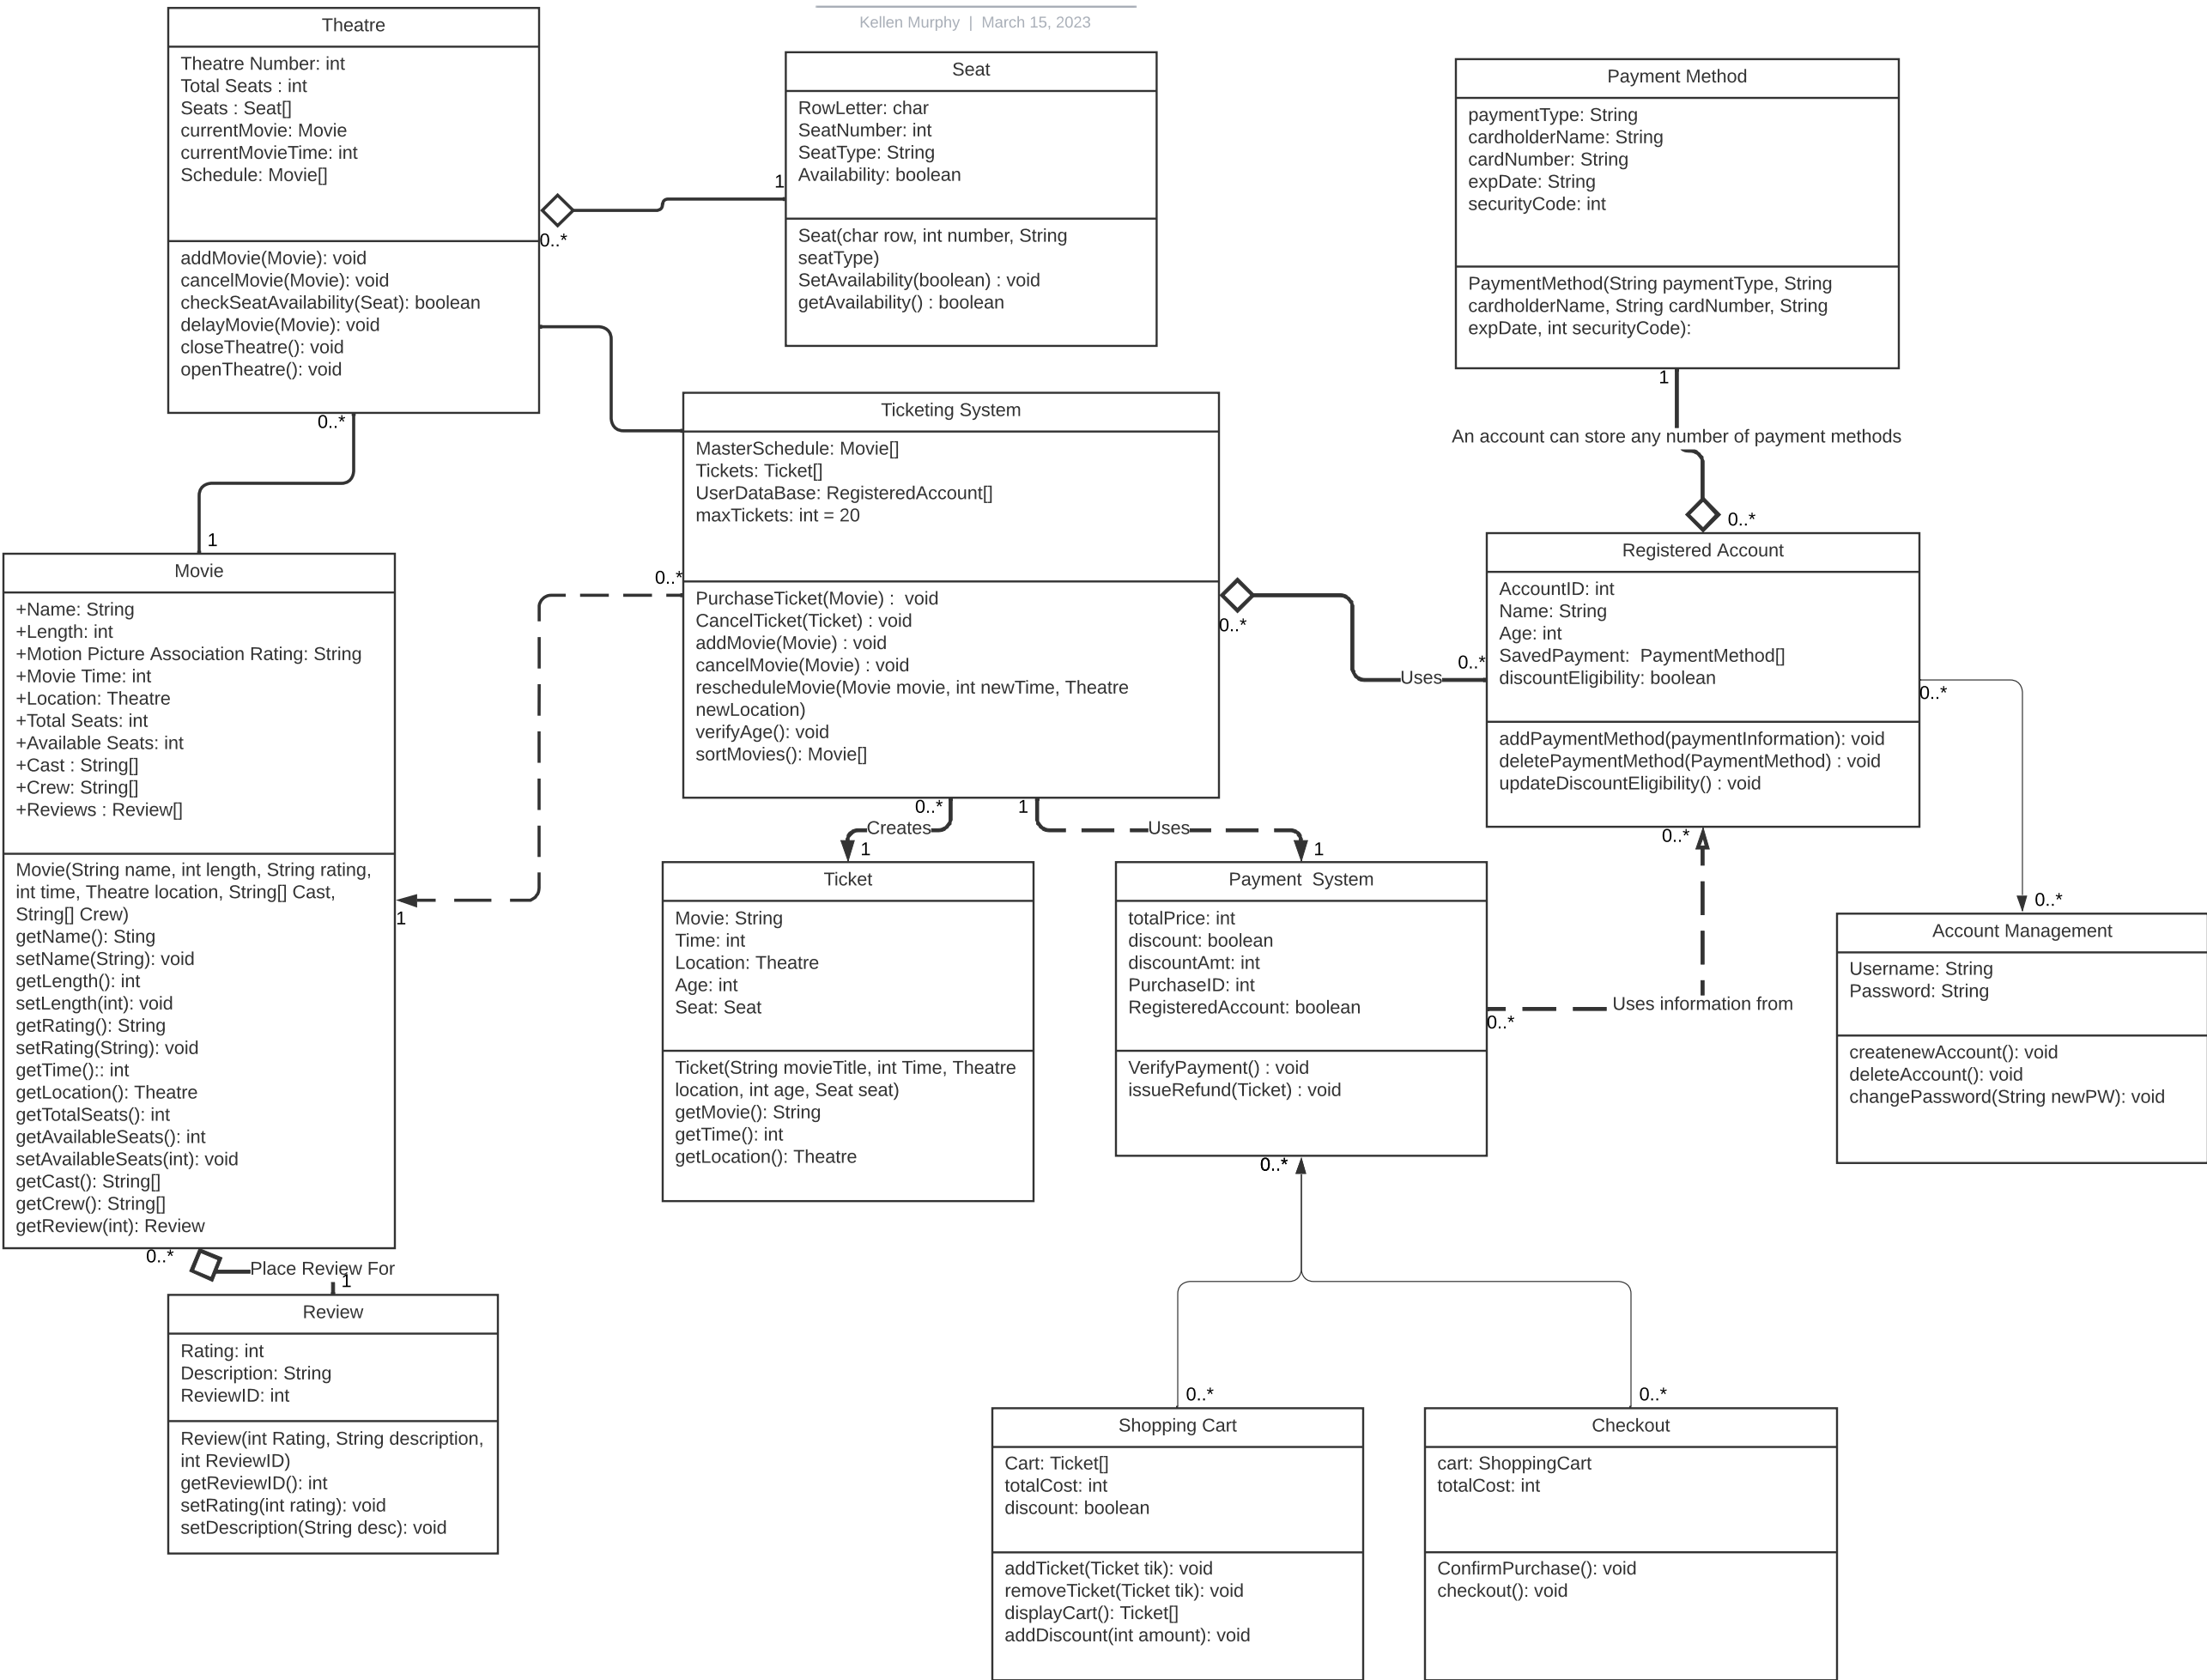 Kellen Murphy | March 15, 2023
Theatre
Theatre Number: int
Total Seats : int
Seats : Seat[]
currentMovie: Movie
currentMovieTime: int
Schedule: Movie[]
addMovie(Movie): void
cancelMovie(Movie): void
checkSeatAvailability(Seat): boolean
delayMovie(Movie): void
closeTheatre(): void
openTheatre(): void
0..*
1
0..*
1
Seat
RowLetter: char
SeatNumber: int
SeatType: String
Availability: boolean
Seat(char row, int number, String
seatType)
SetAvailability(boolean) : void
getAvailability() : boolean
Payment Method
paymentType: String
cardholderName: String
cardNumber: String
expDate: String
securityCode: int
PaymentMethod(String paymentType, String
cardholderName, String cardNumber, String
expDate, int securityCode):
1
An account can store any number of payment methods
0..*
Ticketing System
MasterSchedule: Movie[]
Tickets: Ticket[]
UserDataBase: RegisteredAccount[]
maxTickets: int = 20
PurchaseTicket(Movie) :  void
CancelTicket(Ticket) : void
addMovie(Movie) : void
cancelMovie(Movie) : void
rescheduleMovie(Movie movie, int newTime, Theatre
newLocation)
verifyAge(): void
sortMovies(): Movie[]
0..*
1
0..*
Uses
0..*
Registered Account
AccountID: int
Name: String
Age: int
SavedPayment:  PaymentMethod[]
discountEligibility: boolean
addPaymentMethod(paymentInformation): void
deletePaymentMethod(PaymentMethod) : void
updateDiscountEligibility() : void
0..*
0..*
Movie
+Name: String
+Length: int
+Motion Picture Association Rating: String
+Movie Time: int
+Location: Theatre
+Total Seats: int
+Available Seats: int
+Cast : String[]
+Crew: String[]
+Reviews : Review[]
Movie(String name, int length, String rating,
int time, Theatre location, String[] Cast,
String[] Crew)
getName(): Sting
setName(String): void
getLength(): int
setLength(int): void
getRating(): String
setRating(String): void
getTime():: int
getLocation(): Theatre
getTotalSeats(): int
getAvailableSeats(): int
setAvailableSeats(int): void
getCast(): String[]
getCrew(): String[]
getReview(int): Review
0..*
Place Review For
1
0..*
Creates
1
1
Uses
1
Ticket
Movie: String
Time: int
Location: Theatre
Age: int
Seat: Seat
Ticket(String movieTitle, int Time, Theatre
location, int age, Seat seat)
getMovie(): String
getTime(): int
getLocation(): Theatre
Payment  System
totalPrice: int
discount: boolean
discountAmt: int
PurchaseID: int
RegisteredAccount: boolean
VerifyPayment() : void
issueRefund(Ticket) : void
0..*
Uses information from
0..*
Account Management
Username: String
Password: String
createnewAccount(): void
deleteAccount(): void
changePassword(String newPW): void
0..*
Review
Rating: int
Description: String
ReviewID: int
Review(int Rating, String description,
int ReviewID)
getReviewID(): int
setRating(int rating): void
setDescription(String desc): void
0..*
0..*
Shopping Cart
Cart: Ticket[]
totalCost: int
discount: boolean
addTicket(Ticket tik): void
removeTicket(Ticket tik): void
displayCart(): Ticket[]
addDiscount(int amount): void
Checkout
cart: ShoppingCart
totalCost: int
ConfirmPurchase(): void
checkout(): void